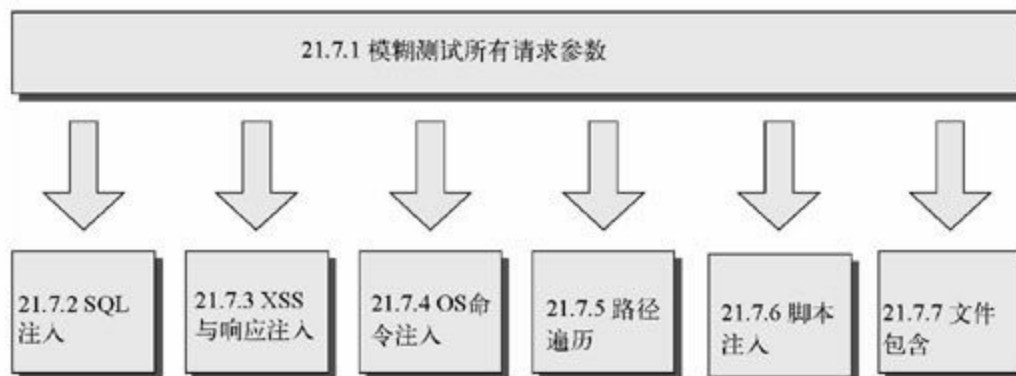 21.7.1 模糊测试所有请求参数
21.7.2 SQL
注入
21.7.3 XSS
与响应注入
21.7.4 OS命
令注入
21.7.5 路径
遍历
21.7.6 脚本
注入
21.7.7 文件
包含